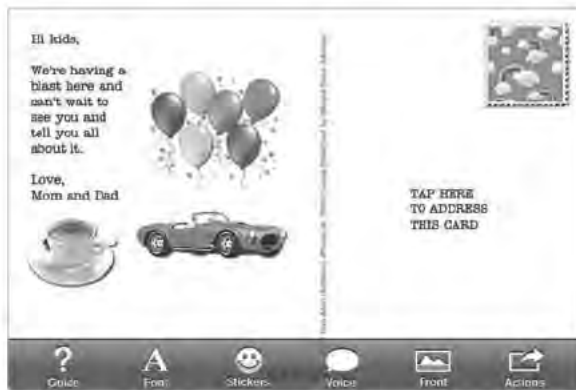 Hi kids,
We're having a
blast here and
can't wait to
see you and
tell you all
about it.
Love,
Mom and Dad
TAP HERE
TO ADDRESS
THIS CARD
Guide
Font
Stickers
Voice
Front
Actions